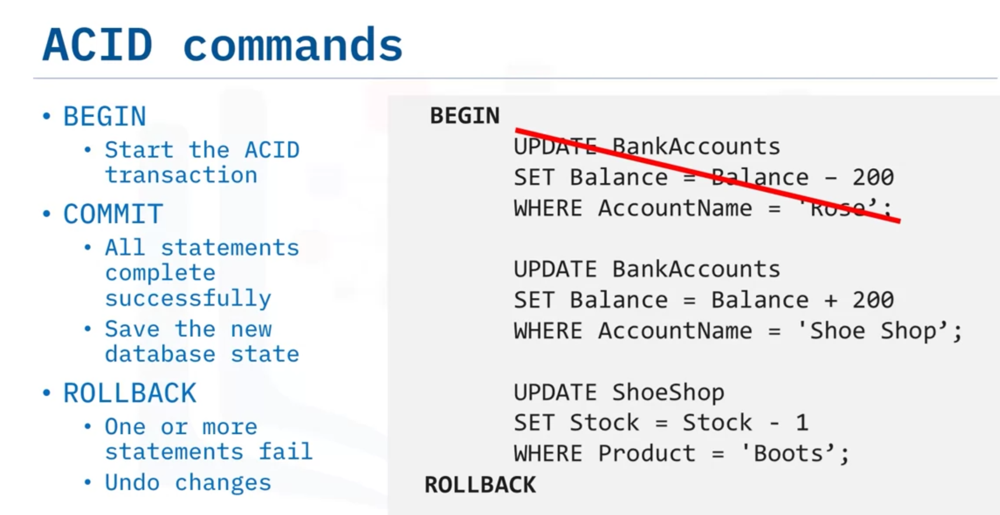 ACID commands
• BEGIN
• Start the ACID
transaction
• COMMIT
• All statements
complete
successfully
• Save the new
database state
• ROLLBACK
• One or more
statements fail
• Undo changes
BEGIN
UPDATE BankAccounts
SET Balance = Balance – 200
WHERE AccountName = 'Rose’;
UPDATE BankAccounts
SET Balance = Balance + 200
WHERE AccountName = 'Shoe Shop’;
UPDATE ShoeShop
SET Stock = Stock - 1
WHERE Product = 'Boots’;
ROLLBACK